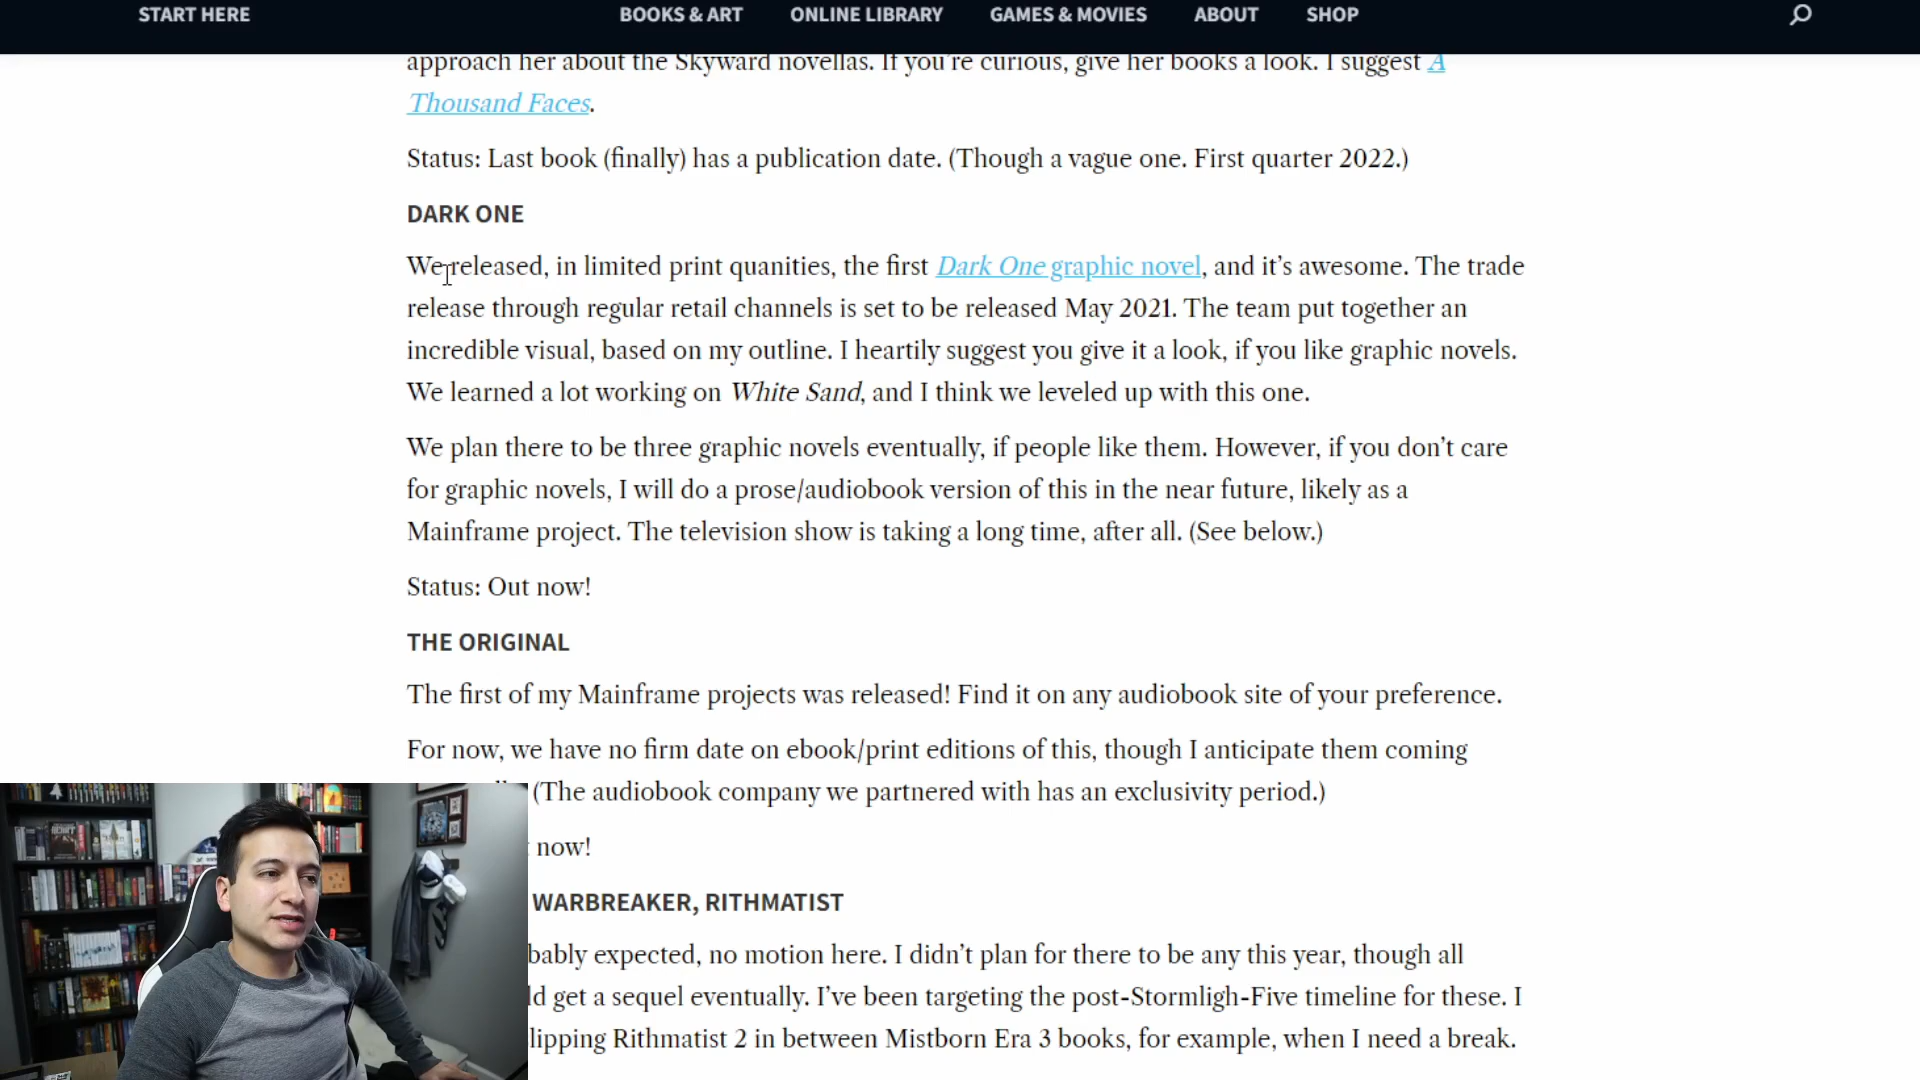 START HERE BOOKS & ART ONLINE LIBRARY GAMES & MOVIES ABOUT SHOP
approach her about the Skyward novellas. If you're curious, give her books a look. I suggest A
Thousand Faces.
Status: Last book (finally) has a publication date. (Though a vague one. First quarter 2022.)
DARK ONE
We released, in limited print quanities, the first Dark One graphic novel, and it's awesome. The trade
release through regular retail channels is set to be released May 2021. The team put together an
incredible visual, based on my outline. I heartily suggest you give it a look, if you like graphic novels.
We learned a lot working on White Sand, and I think we leveled up with this one.
We plan there to be three graphic novels eventually, if people like them. However, if you don't care
for graphic novels, I will do a prose/audiobook version of this in the near future, likely as a
Mainframe project. The television show is taking a long time, after all. (See below.)
Status: Out now!
THE ORIGINAL
The first of my Mainframe projects was released! Find it on any audiobook site of your preference.
For now, we have no firm date on ebook/print editions of this, though I anticipate them coming
(The audiobook company we partnered with has an exclusivity period.)
now!
WARBREAKER, RITHMATIST
bably expected, no motion here. I didn't plan for there to be any this year, though all
ld get a sequel eventually. I've been targeting the post-Stormligh-Five timeline for these. I
lipping Rithmatist 2 in between Mistborn Era 3 books, for example, when I need a break.